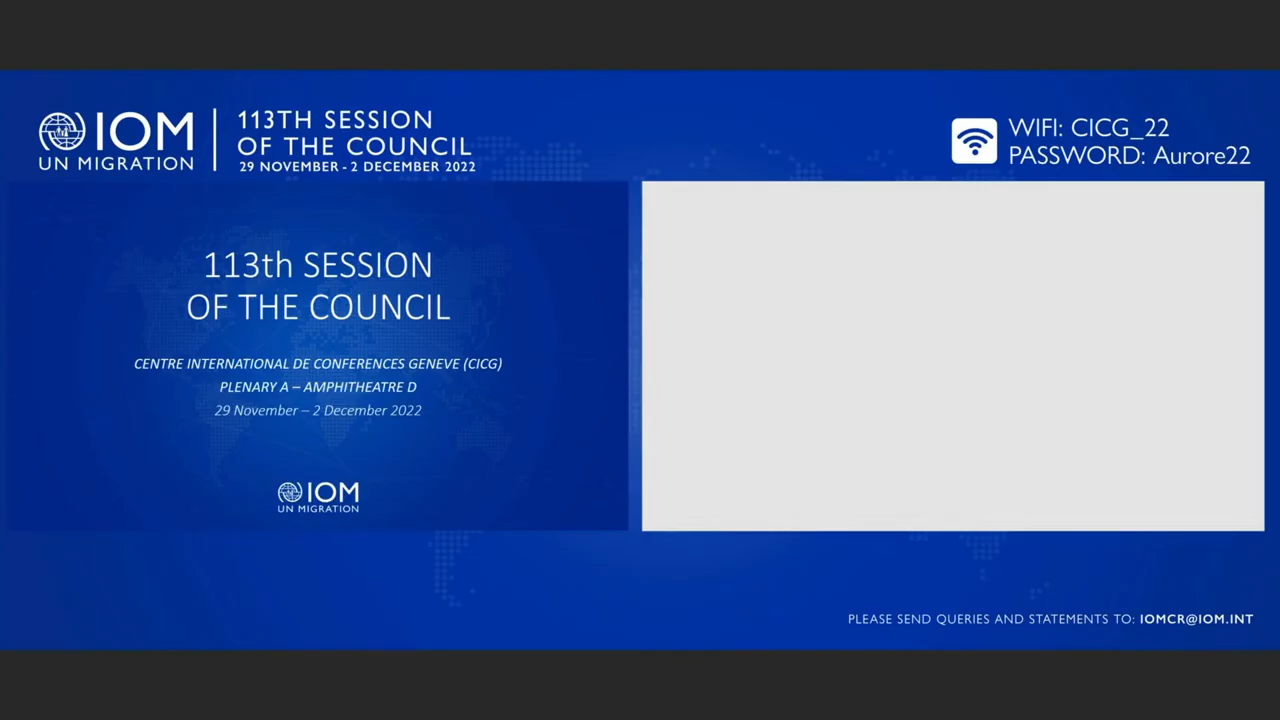 IOM
UN MIGRATION
113TH SESSION
OF THE COUNCIL
29 NOVEMBER - 2 DECEMBER 2022
WIFI: CICG_22
PASSWORD: Aurore22
113th SESSION
OF THE COUNCIL
CENTRE INTERNATIONAL DE CONFERENCES GENEVE (CICG)
PLENARY A – AMPHITHEATRE D
29 November – 2 December 2022
IOM
UN MIGRATION
PLEASE SEND QUERIES AND STATEMENTS TO: IOMCR@IOM.INT